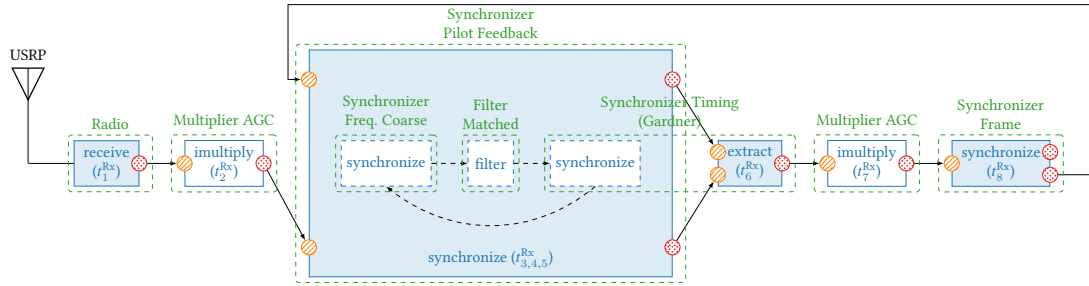 Synchronizer
Pilot Feedback
USRP
Radio
receive
(t₁ᴿˣ)
Multiplier AGC
imultiply
(t₂ᴿˣ)
Synchronizer
Freq. Coarse
synchronize
Filter
Matched
filter
Synchronizer Timing
(Gardner)
synchronize
synchronize (t₃,₄,₅ᴿˣ)
extract
(t₆ᴿˣ)
Multiplier AGC
imultiply
(t₇ᴿˣ)
Synchronizer
Frame
synchronize
(t₈ᴿˣ)